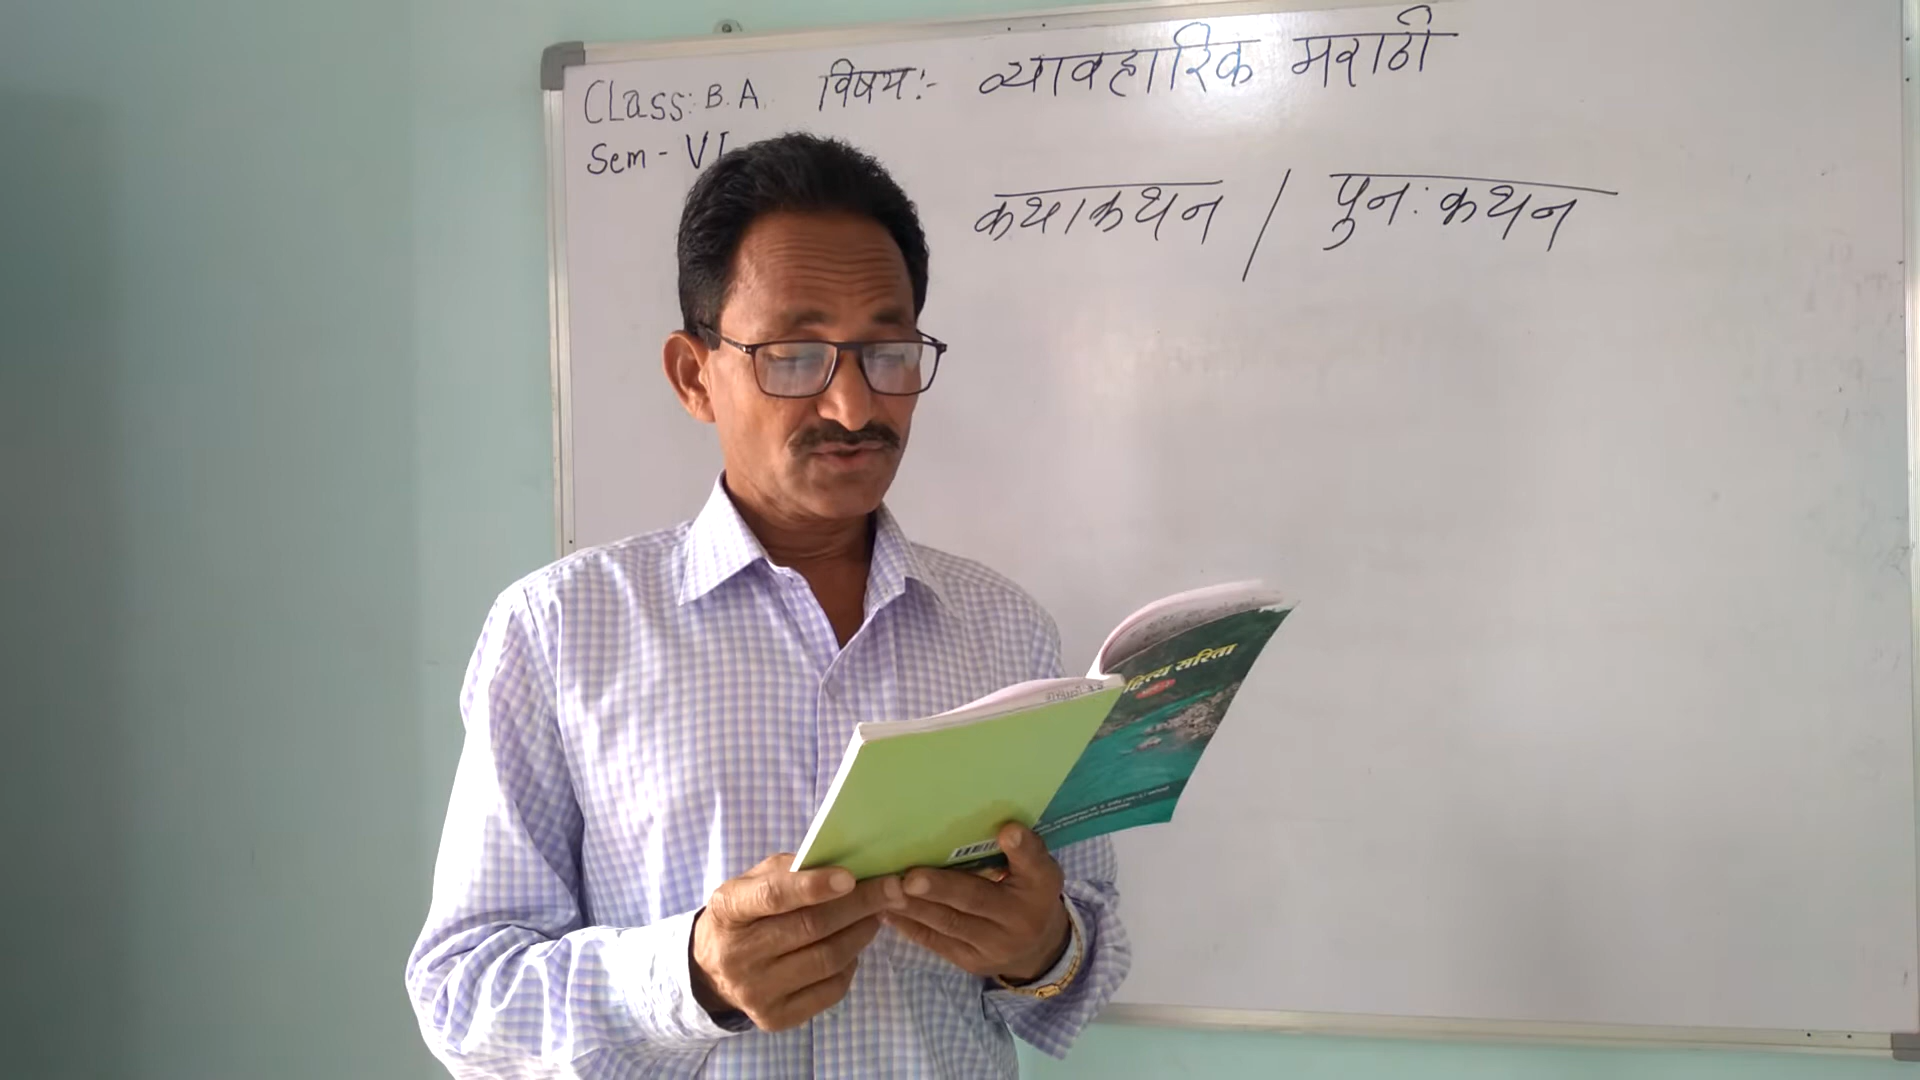 Class: B.A. विषय:- व्यावहारिक मराठी
Sem - VI
कथाकथन / पुन: कथन
सरिता